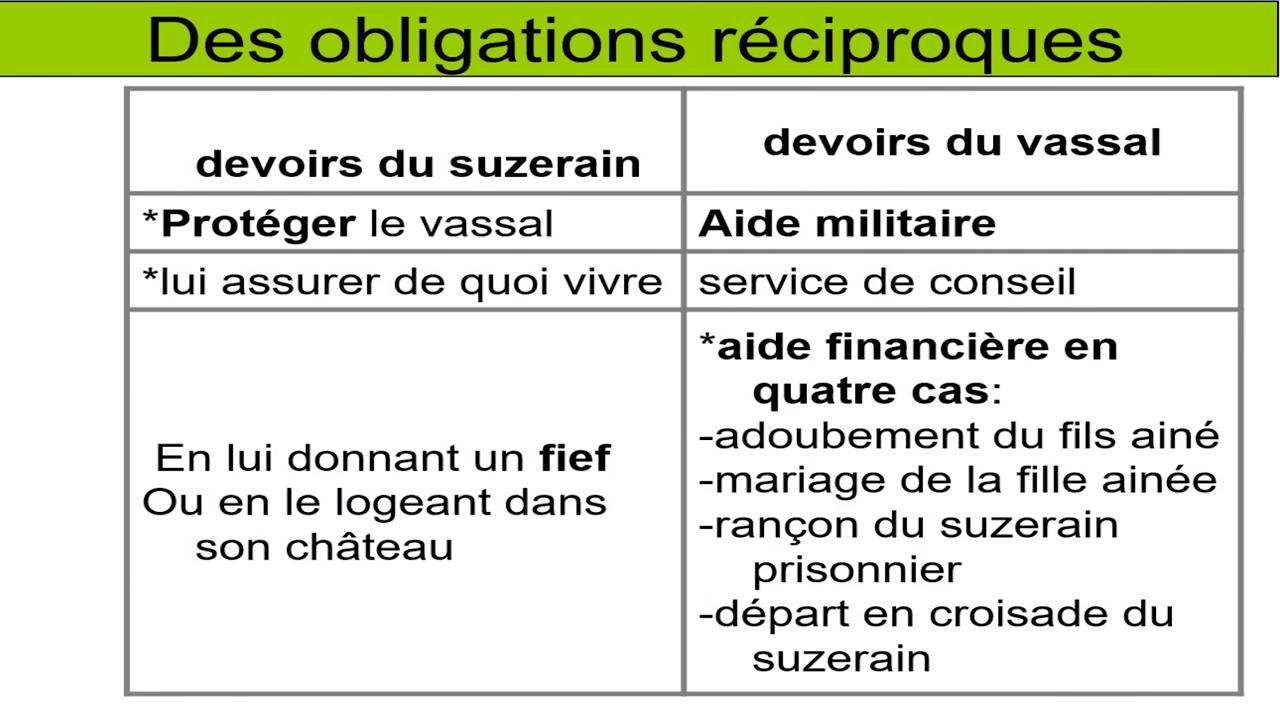 Des obligations réciproques
devoirs du suzerain
devoirs du vassal
*Protéger le vassal
Aide militaire
*lui assurer de quoi vivre
service de conseil
En lui donnant un fief
Ou en le logeant dans
son château
*aide financière en
quatre cas:
-adoubement du fils ainé
-mariage de la fille ainée
-rançon du suzerain
prisonnier
-départ en croisade du
suzerain